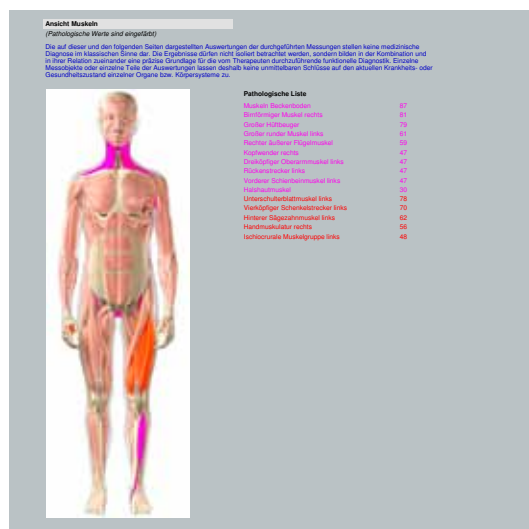 Ansicht Muskeln
(Pathologische Werte sind eingefärbt)
Die auf dieser und den folgenden Seiten dargestellten Auswertungen der durchgeführten Messungen stellen keine medizinische
Diagnose im klassischen Sinne dar. Die Ergebnisse dürfen nicht isoliert betrachtet werden, sondern bilden in der Kombination und
in ihrer Relation zueinander eine präzise Grundlage für die vom Therapeuten durchzuführende funktionelle Diagnostik. Einzelne
Messobjekte oder einzelne Teile der Auswertungen lassen deshalb keine unmittelbaren Schlüsse auf den aktuellen Krankheits- oder
Gesundheitszustand einzelner Organe bzw. Körpersysteme zu.
Pathologische Liste
Muskeln Beckenboden 87
Birnförmiger Muskel rechts 81
Großer Hüftbeuger 79
Großer runder Muskel links 61
Rechter äußerer Flügelmuskel 59
Kopfwender rechts 47
Dreiköpfiger Oberarmmuskel links 47
Rückenstrecker links 47
Vorderer Schienbeinmuskel links 47
Halshautmuskel 30
Unterschulterblattmuskel links 78
Vierköpfiger Schenkelstrecker links 70
Hinterer Sägezahnmuskel links 62
Handmuskulatur rechts 56
Ischiocrurale Muskelgruppe links 48